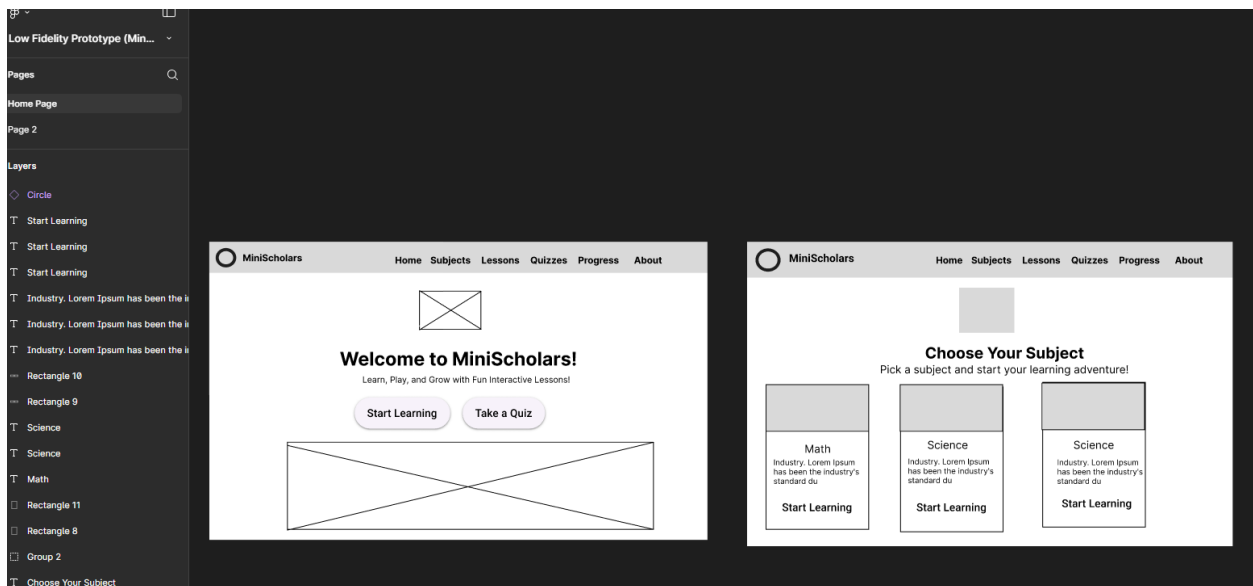 Low Fidelity Prototype (Min...
Pages
Home Page
Page 2
Layers
Circle
Start Learning
Start Learning
Start Learning
Industry. Lorem Ipsum has been the i
Industry. Lorem Ipsum has been the i
Industry. Lorem Ipsum has been the i
Rectangle 10
Rectangle 9
Science
Science
Math
Rectangle 11
Rectangle 8
Group 2
Choose Your Subject
MiniScholars
Home Subjects Lessons Quizzes Progress About
Welcome to MiniScholars!
Learn, Play, and Grow with Fun Interactive Lessons!
Start Learning
Take a Quiz
MiniScholars
Home Subjects Lessons Quizzes Progress About
Choose Your Subject
Pick a subject and start your learning adventure!
Math
Industry. Lorem Ipsum
has been the industry's
standard du
Start Learning
Science
Industry. Lorem Ipsum
has been the industry's
standard du
Start Learning
Science
Industry. Lorem Ipsum
has been the industry's
standard du
Start Learning